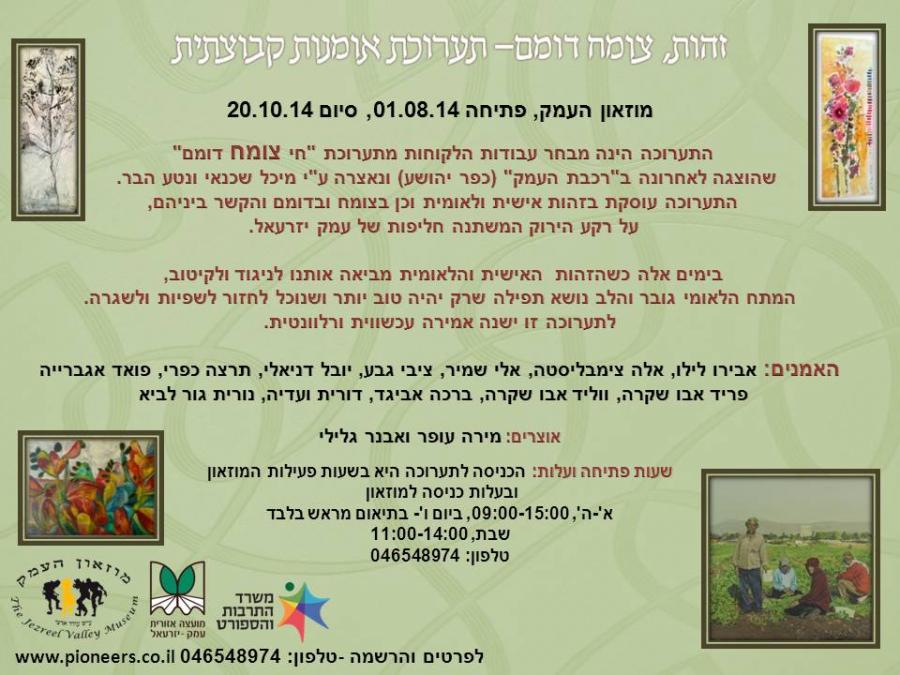 זהות, צומח דומם– תערוכת אומנות קבוצתית
מוזאון העמק, פתיחה 01.08.14, סיום 20.10.14
התערוכה הינה מבחר עבודות הלקוחות מתערוכת "חי צומח דומם"
שהוצגה לאחרונה ב"רכבת העמק" (כפר יהושע) ונאצרה ע"י מיכל שכנאי ונטע הבר.
התערוכה עוסקת בזהות אישית ולאומית וכן בצומח ובדומם והקשר ביניהם,
על רקע הירוק המשתנה חליפות של עמק יזרעאל.
בימים אלה כשהזהות האישית והלאומית מביאה אותנו לניגוד ולקיטוב,
המתח הלאומי גובר והלב נושא תפילה שרק יהיה טוב יותר ושנוכל לחזור לשפיות ולשגרה.
לתערוכה זו ישנה אמירה עכשווית ורלוונטית.
האמנים: אבירו לילו, אלה צימבליסטה, אלי שמיר, ציבי גבע, יובל דניאלי, תרצה כפרי, פואד אגברייה
פריד אבו שקרה, ווליד אבו שקרה, ברכה אביגד, דורית ועדיה, נורית גור לביא
אוצרים: מירה עופר ואבנר גלילי
שעות פתיחה ועלות: הכניסה לתערוכה היא בשעות פעילות המוזאון
ובעלות כניסה למוזאון
א'-ה', 09:00-15:00, ביום ו'- בתיאום מראש בלבד
שבת, 11:00-14:00
טלפון: 046548974
מוזאון העמק
ע"ש עודד ארצי
The Jezreel Valley Museum
מועצה אזורית
עמק-יזרעאל
משרד
התרבות
והספורט
לפרטים והרשמה -טלפון: 046548974 www.pioneers.co.il